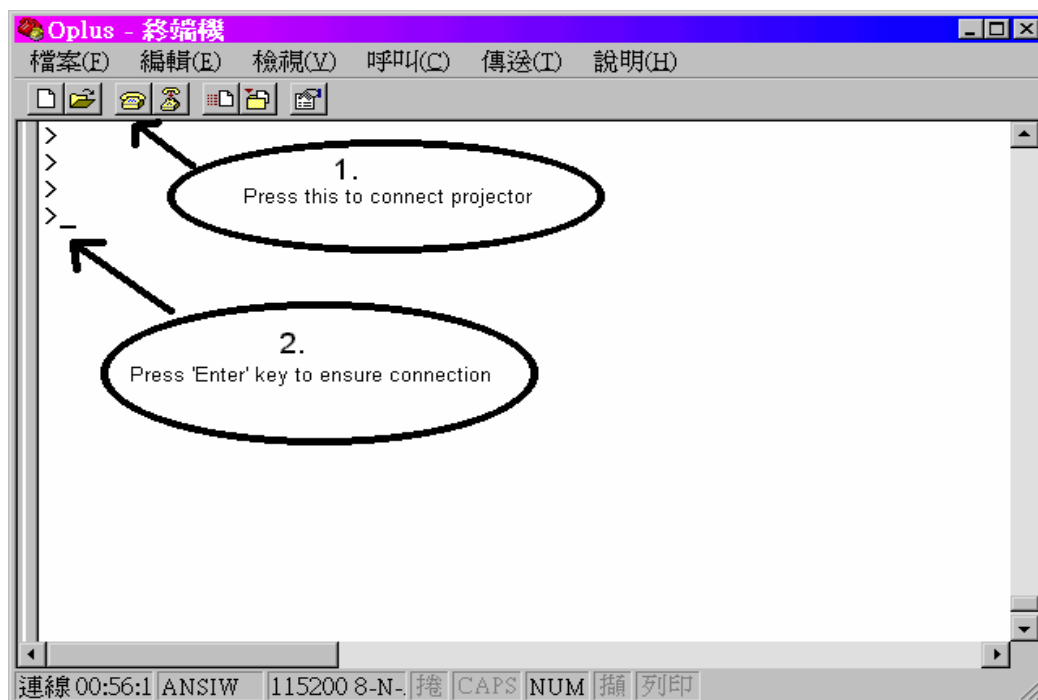 Oplus - 終端機
檔案(F) 編輯(E) 檢視(V) 呼叫(C) 傳送(T) 說明(H)
>
>
>
>_
1.
Press this to connect projector
2.
Press 'Enter' key to ensure connection
連線 00:56:1 ANSIW 115200 8-N-. 捲 CAPS NUM 擷 列印